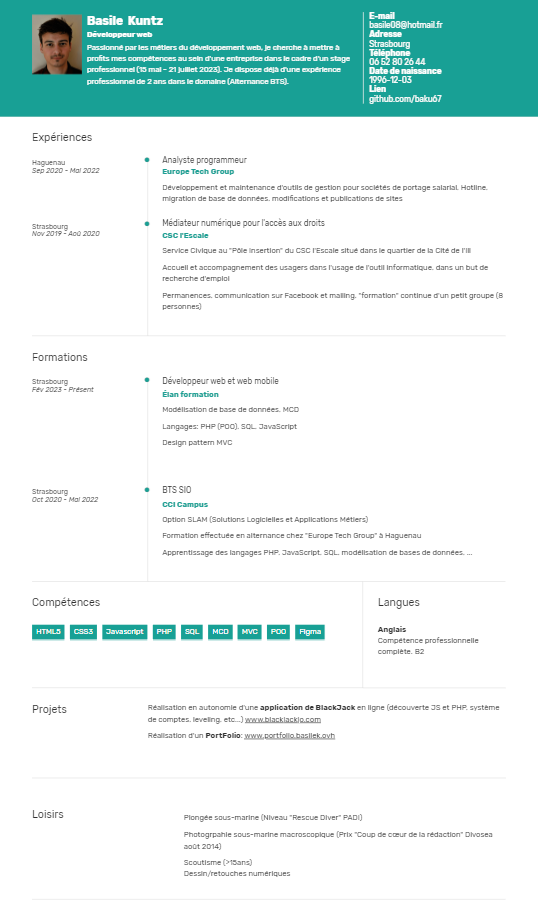 Basile Kuntz
Développeur web
Passionné par les métiers du développement web, je cherche à mettre à
profits mes compétences au sein d'une entreprise dans le cadre d'un stage
professionnel (15 mai – 21 juillet 2023). Je dispose déjà d'une expérience
professionnel de 2 ans dans le domaine (Alternance BTS).
E-mail
basile08@hotmail.fr
Adresse
Strasbourg
Téléphone
06 52 80 26 44
Date de naissance
1996-12-03
Lien
github.com/baku67
Expériences
Haguenau
Sep 2020 - Mai 2022
Analyste programmeur
Europe Tech Group
Développement et maintenance d'outils de gestion pour sociétés de portage salarial, Hotline,
migration de base de données, modifications et publications de sites
Strasbourg
Nov 2019 - Aoû 2020
Médiateur numérique pour l'accès aux droits
CSC l'Escale
Service Civique au "Pôle Insertion" du CSC l'Escale situé dans le quartier de la Cité de l'Ill
Accueil et accompagnement des usagers dans l'usage de l'outil informatique, dans un but de
recherche d'emploi
Permanences, communication sur Facebook et mailing, "formation" continue d'un petit groupe (8
personnes)
Formations
Strasbourg
Fév 2023 - Présent
Développeur web et web mobile
Élan formation
Modélisation de base de données, MCD
Langages: PHP (POO), SQL, JavaScript
Design pattern MVC
Strasbourg
Oct 2020 - Mai 2022
BTS SIO
CCI Campus
Option SLAM (Solutions Logicielles et Applications Métiers)
Formation effectuée en alternance chez "Europe Tech Group" à Haguenau
Apprentissage des langages PHP, JavaScript, SQL, modélisation de bases de données, ...
Compétences
HTML5 CSS3 Javascript PHP SQL MCD MVC POO Figma
Langues
Anglais
Compétence professionnelle
complète, B2
Projets
Réalisation en autonomie d'une application de BlackJack en ligne (découverte JS et PHP, système
de comptes, leveling, etc...) www.blackjackjo.com
Réalisation d'un PortFolio: www.portfolio.basilek.ovh
Loisirs
Plongée sous-marine (Niveau "Rescue Diver" PADI)
Photogrpahie sous-marine macroscopique (Prix "Coup de cœur de la rédaction" Divosea
août 2014)
Scoutisme (>15ans)
Dessin/retouches numériques